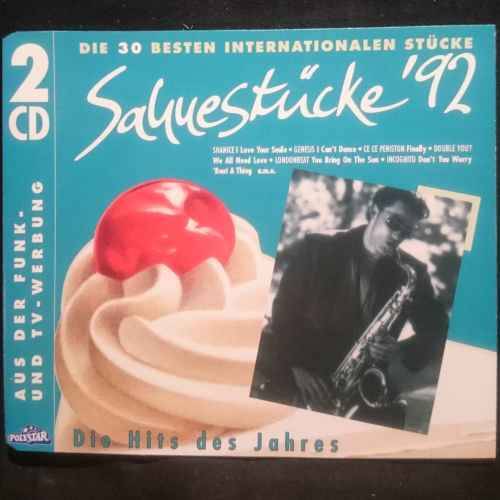 DIE 30 BESTEN INTERNATIONALEN STÜCKE
2
CD
Sahnestücke '92
SHANICE I Love Your Smile • GENESIS I Can't Dance • CE CE PENISTON Finally • DOUBLE YOU?
We All Need Love • LONDONBEAT You Bring On The Sun • INCOGNITO Don't You Worry
'Bout A Thing u.v.a.
AUS DER FUNK-
UND TV-WERBUNG
POLYSTAR
Die Hits des Jahres